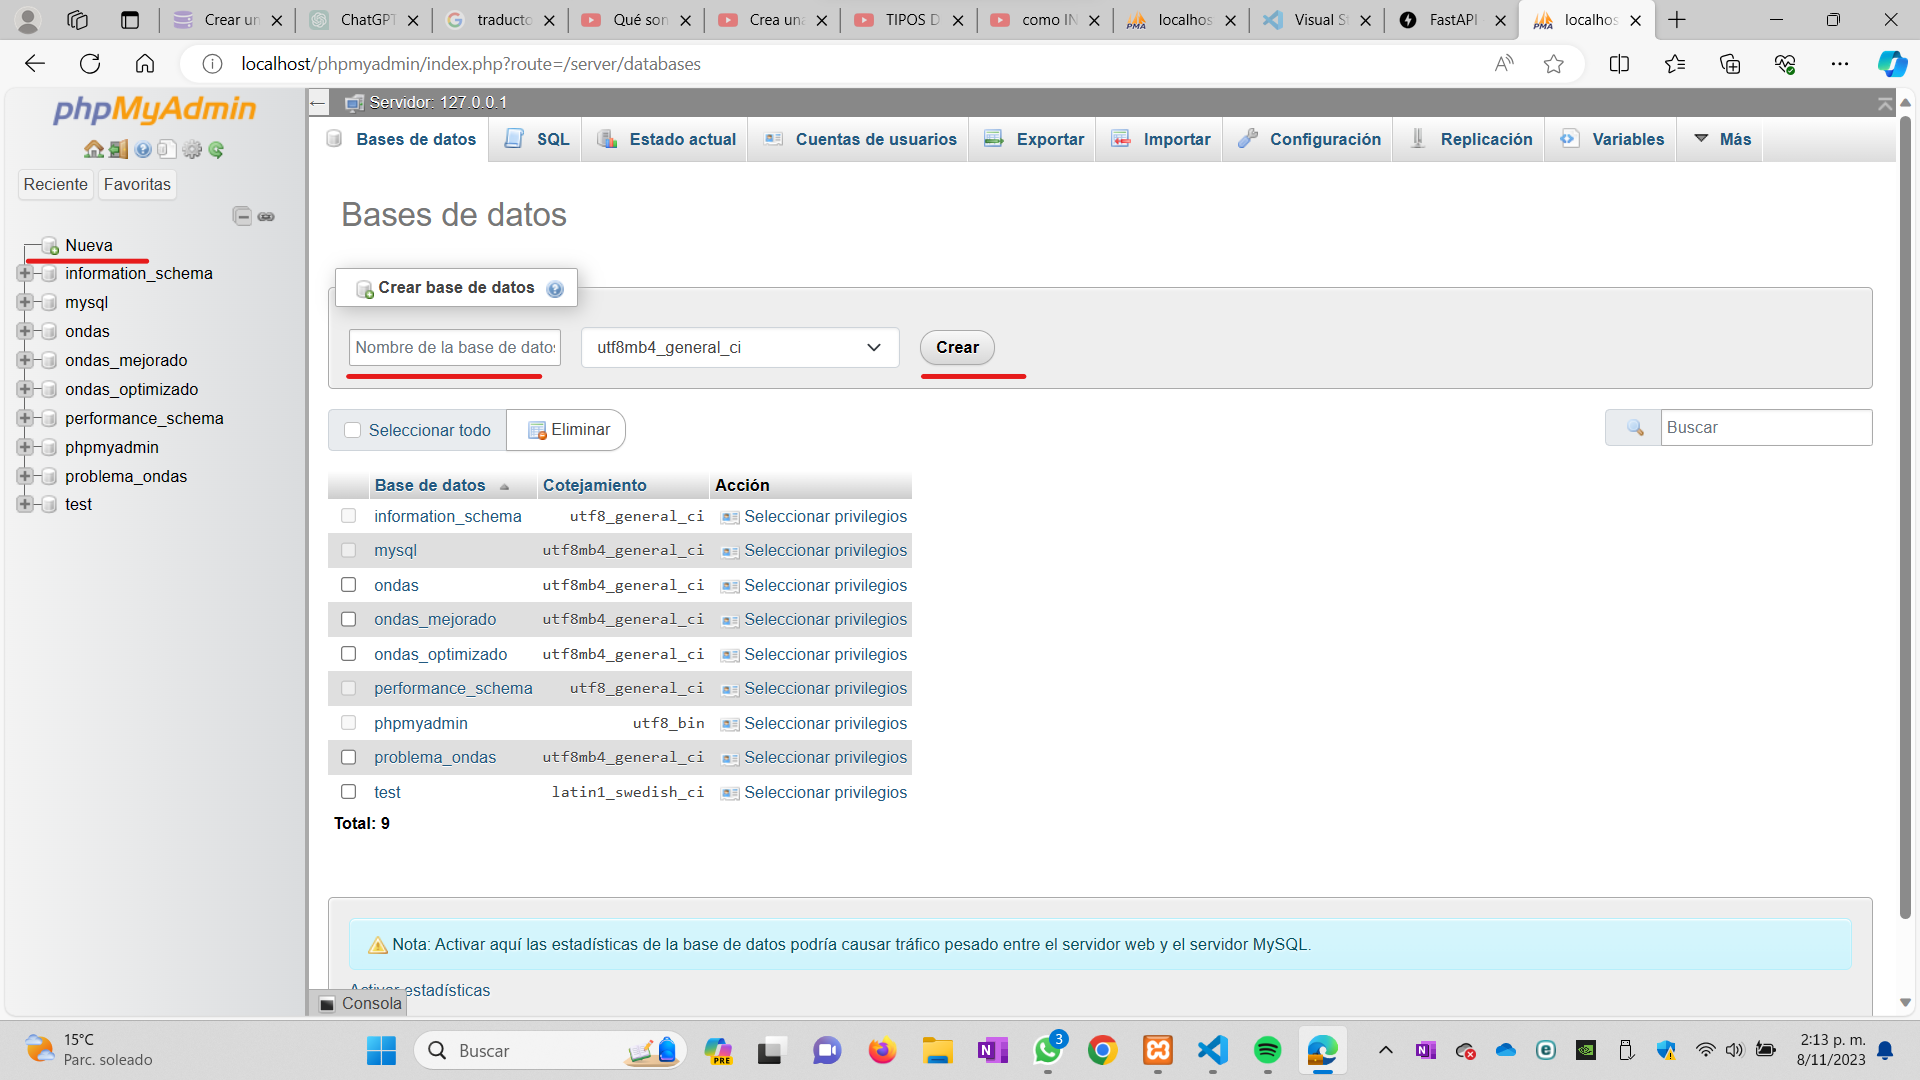 Crear un
ChatGPT
traducto
Qué son
Crea una
TIPOS D
como IN
localhos
Visual St
FastAPI
localhos
localhost/phpmyadmin/index.php?route=/server/databases
phpMyAdmin
Reciente Favoritas
Nueva
information_schema
mysql
ondas
ondas_mejorado
ondas_optimizado
performance_schema
phpmyadmin
problema_ondas
test
Servidor: 127.0.0.1
Bases de datos SQL Estado actual Cuentas de usuarios Exportar Importar Configuración Replicación Variables Más
Bases de datos
Crear base de datos
Nombre de la base de datos utf8mb4_general_ci Crear
Seleccionar todo Eliminar Buscar
Base de datos Cotejamiento Acción
information_schema utf8_general_ci Seleccionar privilegios
mysql utf8mb4_general_ci Seleccionar privilegios
ondas utf8mb4_general_ci Seleccionar privilegios
ondas_mejorado utf8mb4_general_ci Seleccionar privilegios
ondas_optimizado utf8mb4_general_ci Seleccionar privilegios
performance_schema utf8_general_ci Seleccionar privilegios
phpmyadmin utf8_bin Seleccionar privilegios
problema_ondas utf8mb4_general_ci Seleccionar privilegios
test latin1_swedish_ci Seleccionar privilegios
Total: 9
Nota: Activar aquí las estadísticas de la base de datos podría causar tráfico pesado entre el servidor web y el servidor MySQL.
Activar estadísticas
Consola
15°C
Parc. soleado
Buscar
PRE
3
2:13 p. m.
8/11/2023